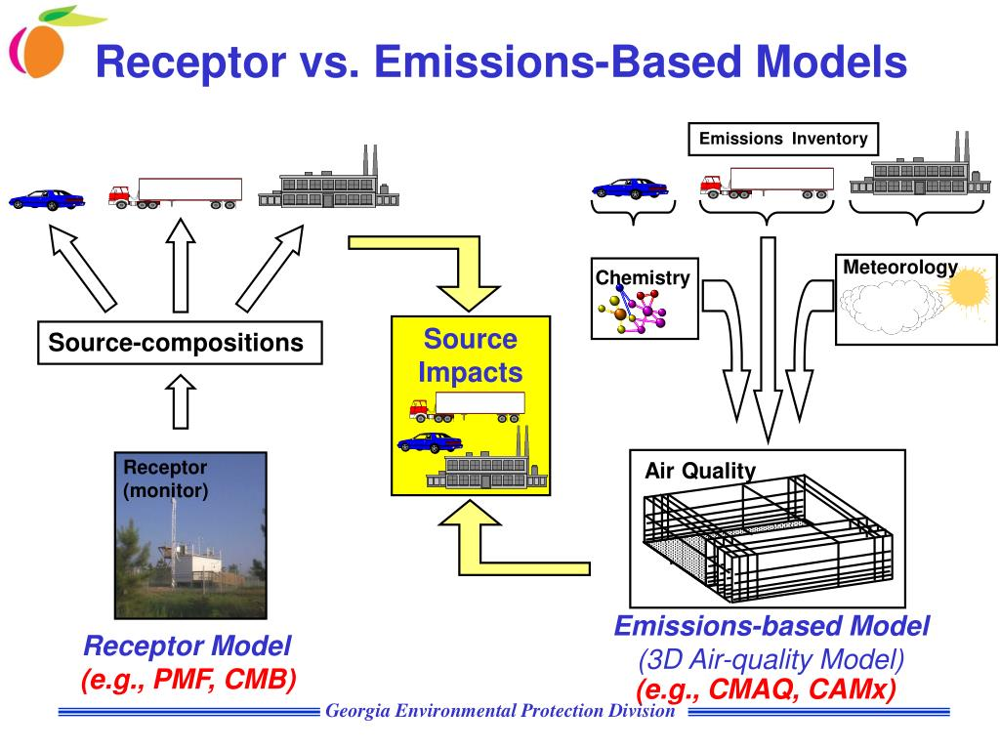 Receptor vs. Emissions-Based Models
Emissions Inventory
Chemistry
Meteorology
Source-compositions
Source
Impacts
Receptor
(monitor)
Air Quality
Receptor Model
(e.g., PMF, CMB)
Emissions-based Model
(3D Air-quality Model)
(e.g., CMAQ, CAMx)
Georgia Environmental Protection Division